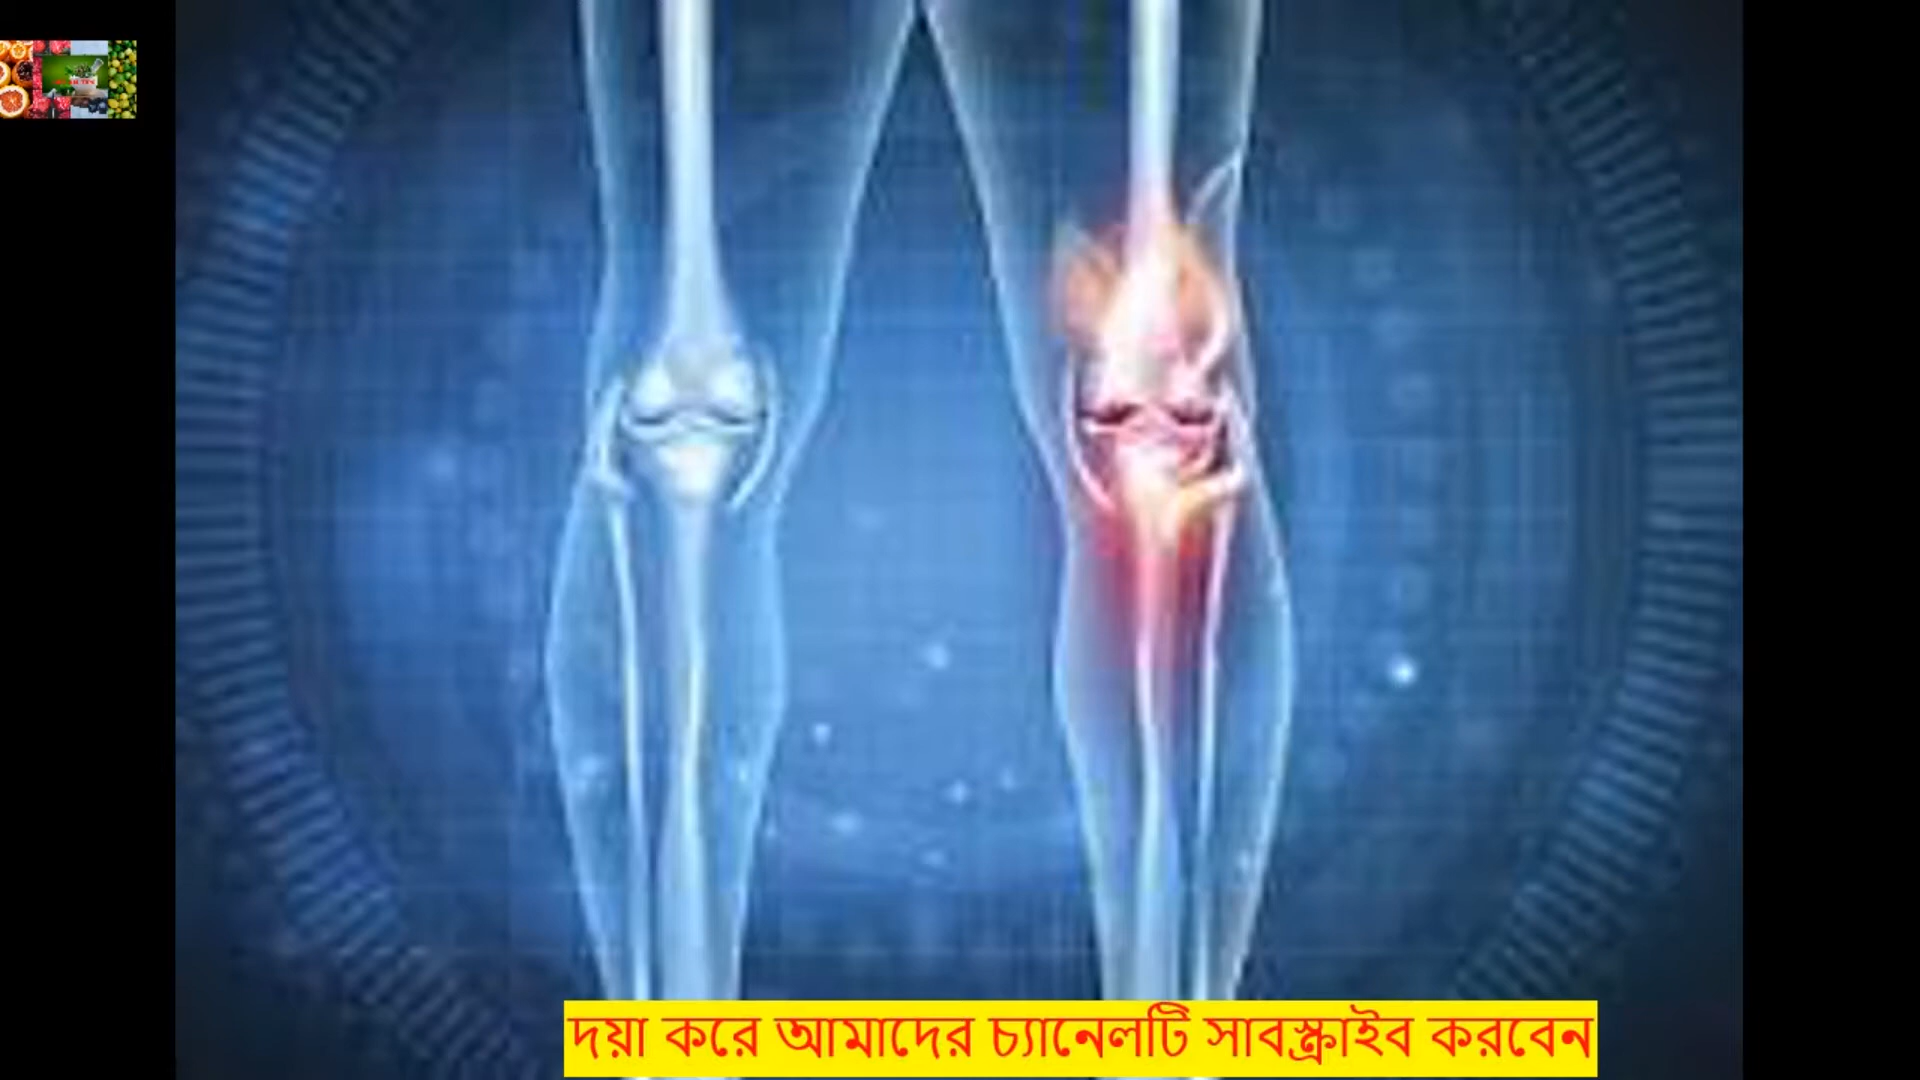 দয়া করে আমাদের চ্যানেলটি সাবস্ক্রাইব করবেন